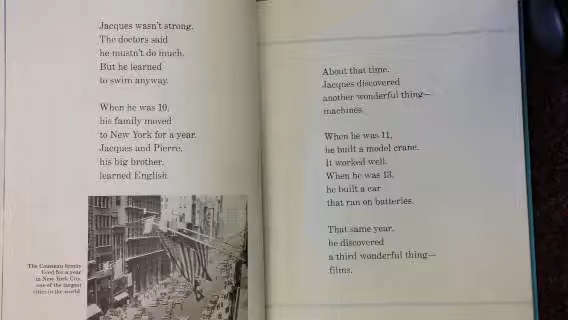 Jacques wasn't strong.
The doctors said
he mustn't do much.
But he learned
to swim anyway.
When he was 10,
his family moved
to New York for a year.
Jacques and Pierre,
his big brother,
learned English.
The Cousteau family
lived for a year
in New York City,
one of the largest
cities in the world.
About that time,
Jacques discovered
another wonderful thing—
machines.
When he was 11,
he built a model crane.
It worked well.
When he was 13,
he built a car
that ran on batteries.
That same year,
he discovered
a third wonderful thing—
films.